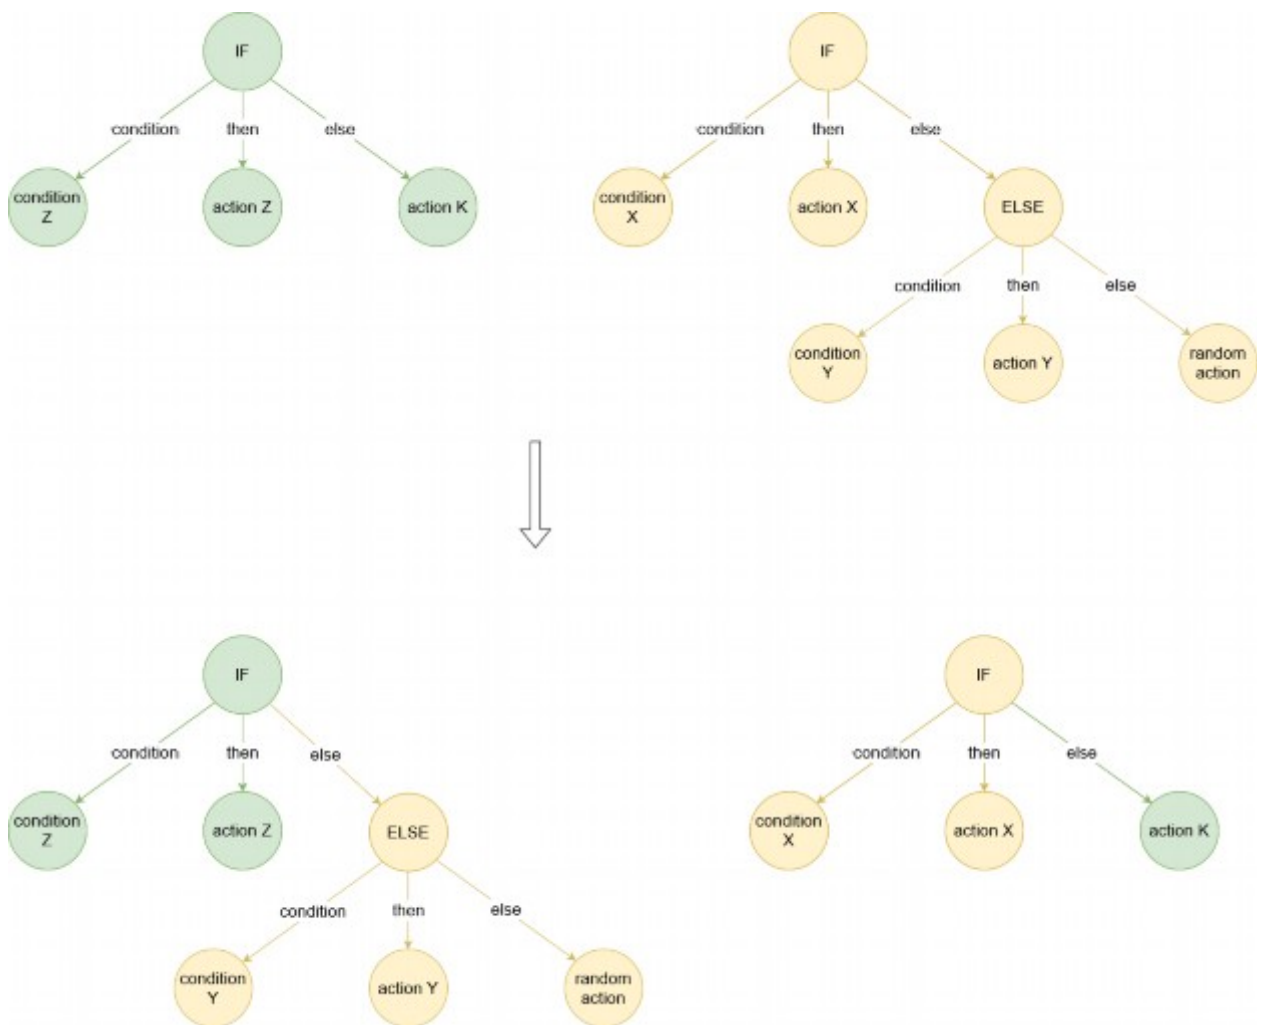 IF
condition
then
else
condition
Z
action Z
action K
IF
condition
then
else
condition
X
action X
ELSE
condition
then
else
condition
Y
action Y
random
action
IF
condition
then
else
condition
Z
action Z
ELSE
condition
then
else
condition
Y
action Y
random
action
IF
condition
then
else
condition
X
action X
action K